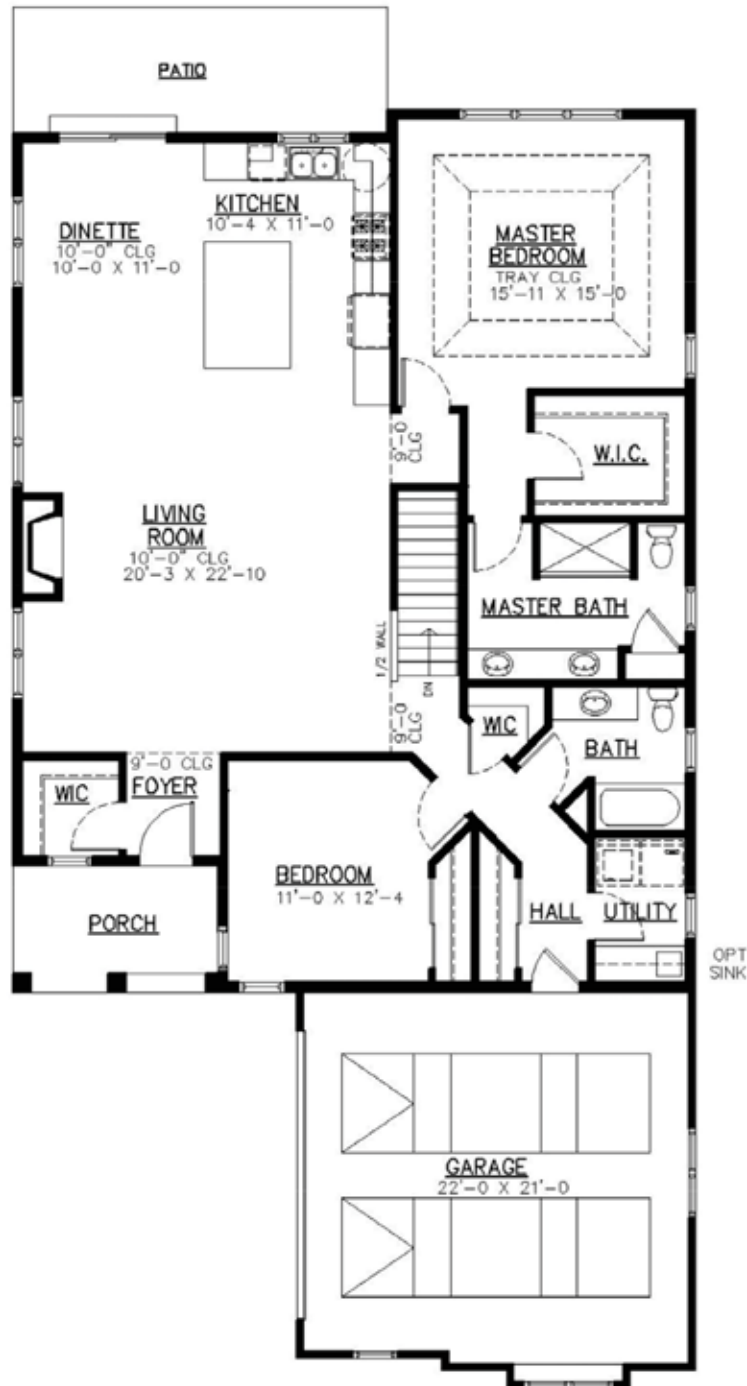 PATIO
KITCHEN
10'-4 X 11'-0
DINETTE
10'-0" CLG
10'-0 X 11'-0
MASTER
BEDROOM
TRAY CLG
15'-11 X 15'-0
9'-0
CLG
W.I.C.
LIVING
ROOM
10'-0" CLG
20'-3 X 22'-10
MASTER BATH
1/2 WALL
DN
9'-0
CLG
WIC
BATH
9'-0 CLG
FOYER
WIC
BEDROOM
11'-0 X 12'-4
PORCH
HALL
UTILITY
OPT
SINK
GARAGE
22'-0 X 21'-0